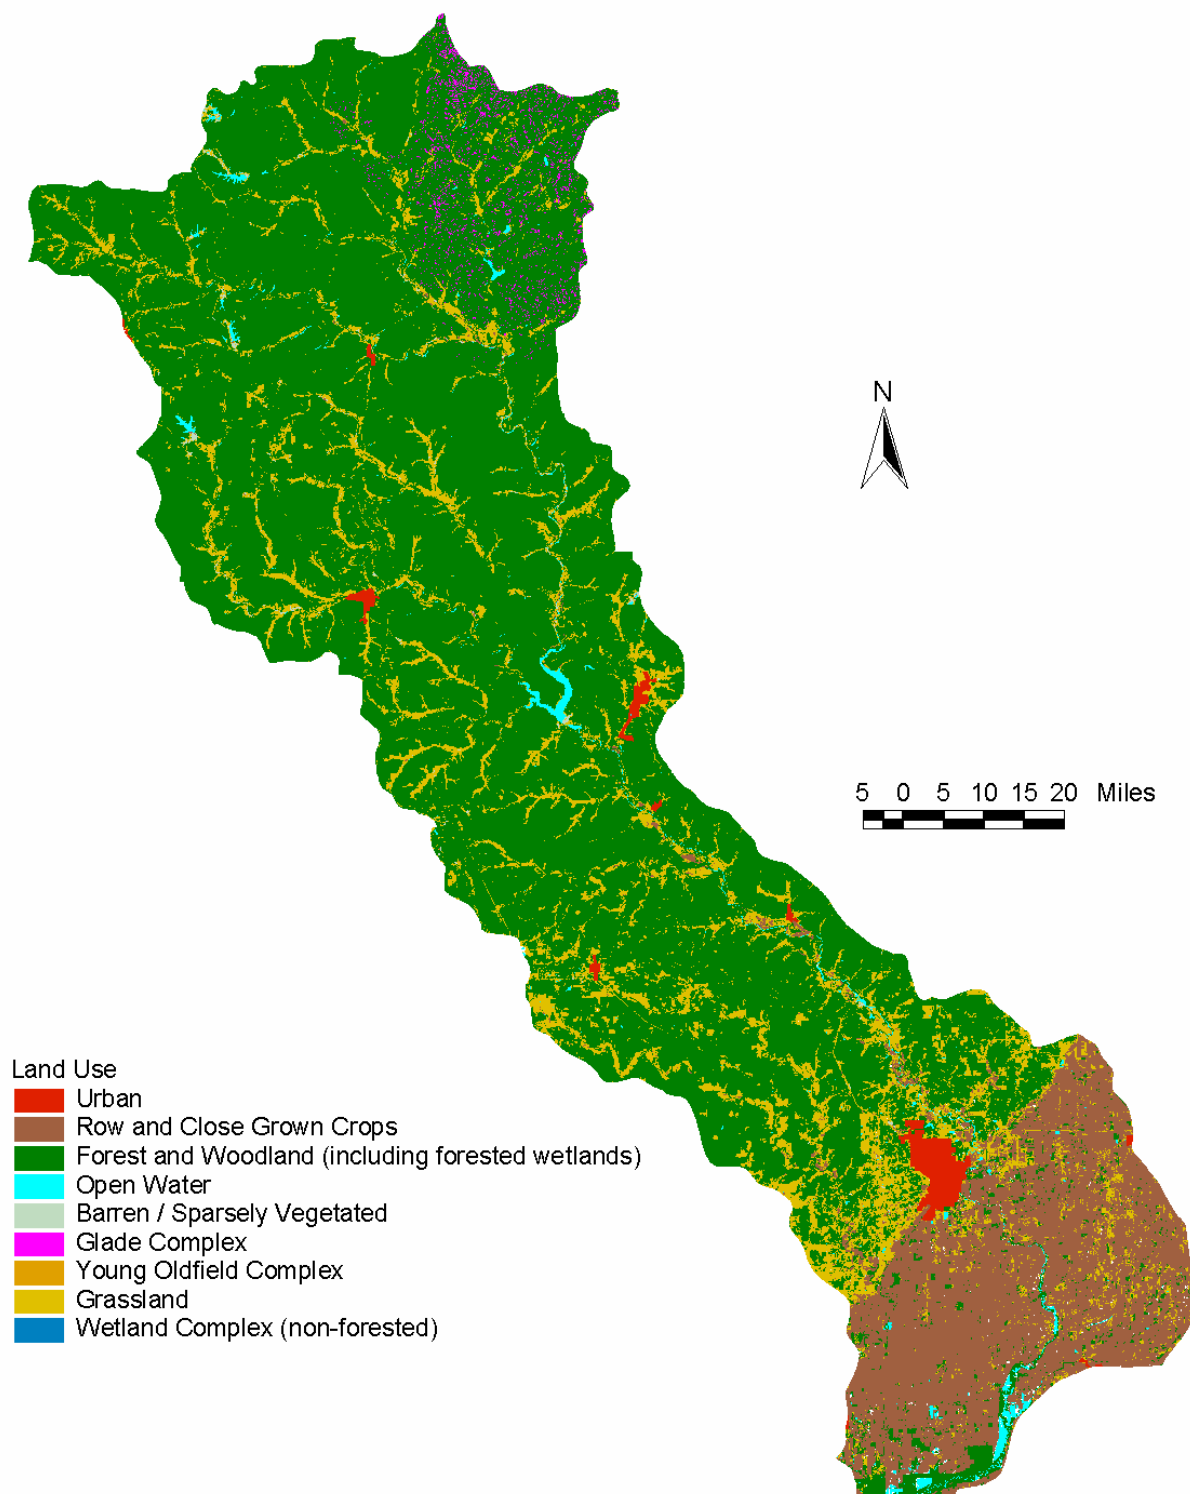 N
5 0 5 10 15 20 Miles
Land Use
Urban
Row and Close Grown Crops
Forest and Woodland (including forested wetlands)
Open Water
Barren / Sparsely Vegetated
Glade Complex
Young Oldfield Complex
Grassland
Wetland Complex (non-forested)